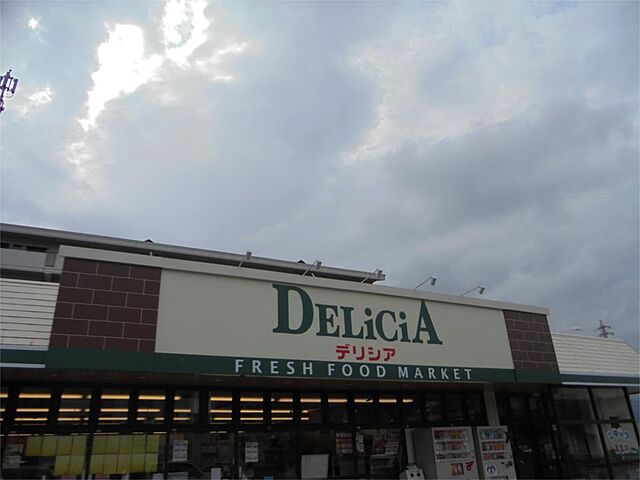 DELiCiA
デリシア
FRESH FOOD MARKET